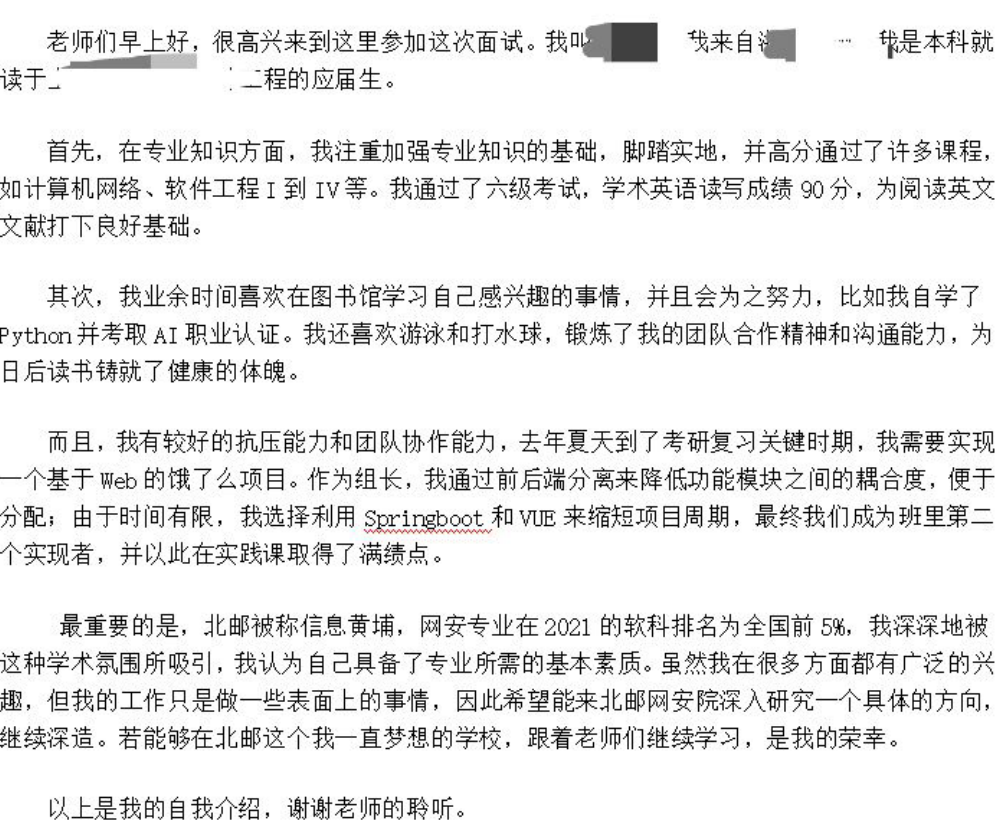 老师们早上好，很高兴来到这里参加这次面试。我叫 我来自 我是本科就
读于 工程的应届生。
首先，在专业知识方面，我注重加强专业知识的基础，脚踏实地，并高分通过了许多课程，
如计算机网络、软件工程 I 到 IV 等。我通过了六级考试，学术英语读写成绩 90 分，为阅读英文
文献打下良好基础。
其次，我业余时间喜欢在图书馆学习自己感兴趣的事情，并且会为之努力，比如我自学了
Python 并考取 AI 职业认证。我还喜欢游泳和打水球，锻炼了我的团队合作精神和沟通能力，为
日后读书铸就了健康的体魄。
而且，我有较好的抗压能力和团队协作能力，去年夏天到了考研复习关键时期，我需要实现
一个基于 Web 的饿了么项目。作为组长，我通过前后端分离来降低功能模块之间的耦合度，便于
分配；由于时间有限，我选择利用 Springboot 和 VUE 来缩短项目周期，最终我们成为班里第二
个实现者，并以此在实践课取得了满绩点。
最重要的是，北邮被称信息黄埔，网安专业在 2021 的软科排名为全国前 5%，我深深地被
这种学术氛围所吸引，我认为自己具备了专业所需的基本素质。虽然我在很多方面都有广泛的兴
趣，但我的工作只是做一些表面上的事情，因此希望能来北邮网安院深入研究一个具体的方向，
继续深造。若能够在北邮这个我一直梦想的学校，跟着老师们继续学习，是我的荣幸。
以上是我的自我介绍，谢谢老师的聆听。